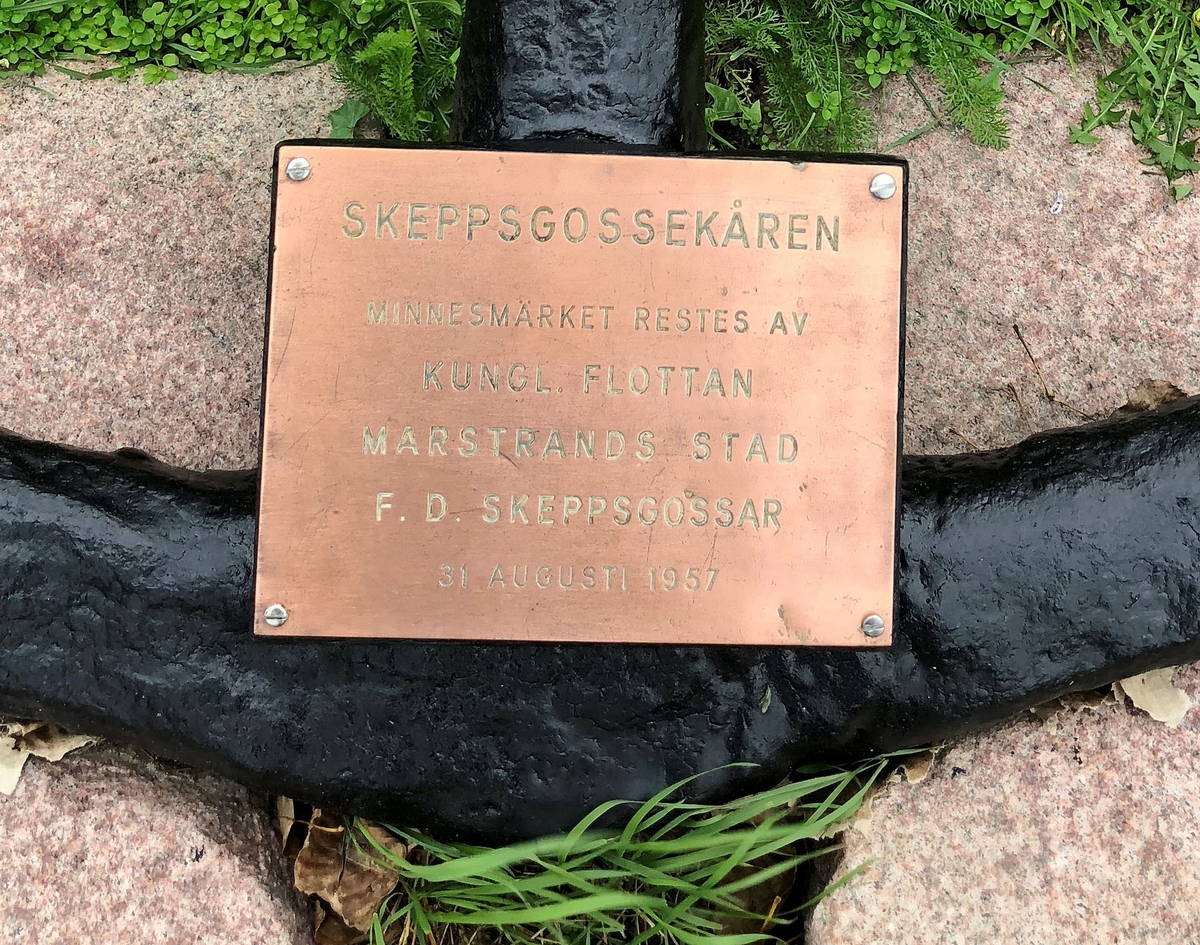 SKEPPSGOSSEKÅREN
MINNESMÄRKET RESTES AV
KUNGL. FLOTTAN
MARSTRANDS STAD
F. D. SKEPPSGOSSAR
31 AUGUSTI 1957